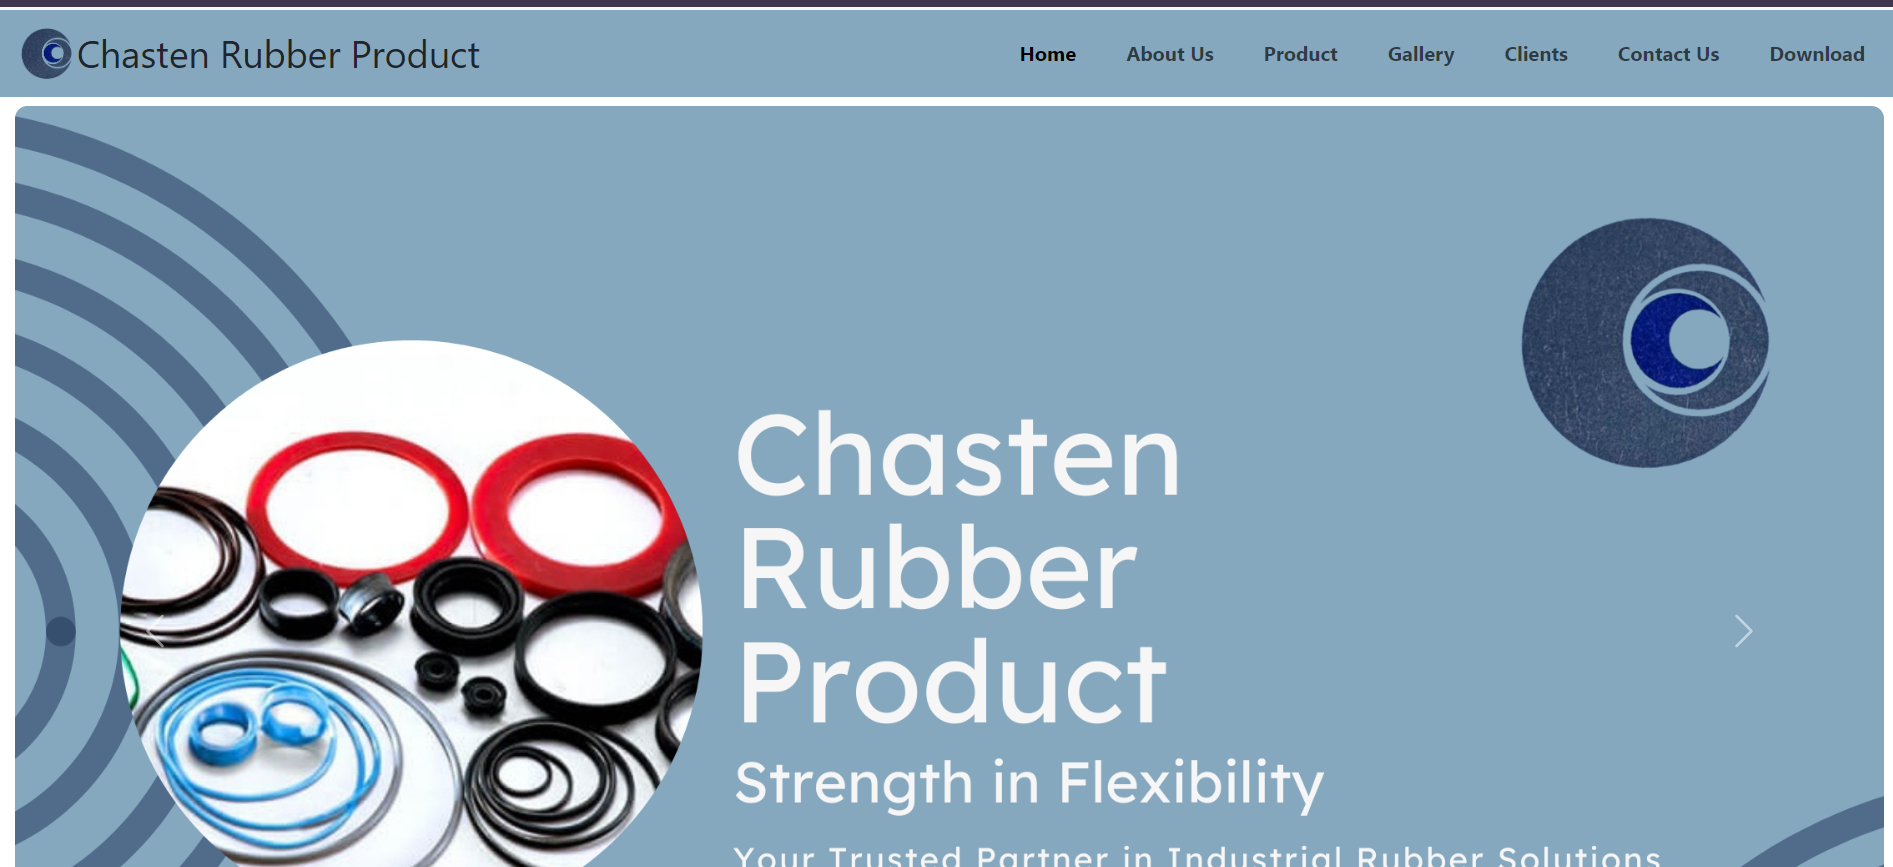 Chasten Rubber Product
Home About Us Product Gallery Clients Contact Us Download
Chasten
Rubber
Product
Strength in Flexibility
Your Trusted Partner in Industrial Rubber Solutions